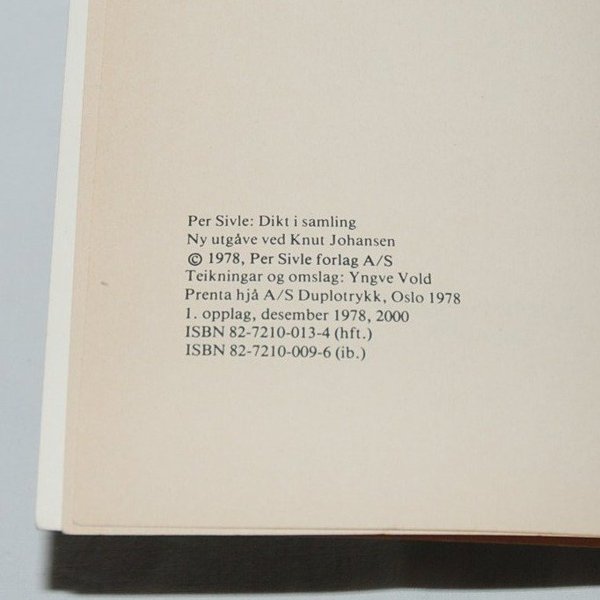 Per Sivle: Dikt i samling
Ny utgåve ved Knut Johansen
© 1978, Per Sivle forlag A/S
Teikningar og omslag: Yngve Vold
Prenta hjå A/S Duplotrykk, Oslo 1978
1. opplag, desember 1978, 2000
ISBN 82-7210-013-4 (hft.)
ISBN 82-7210-009-6 (ib.)